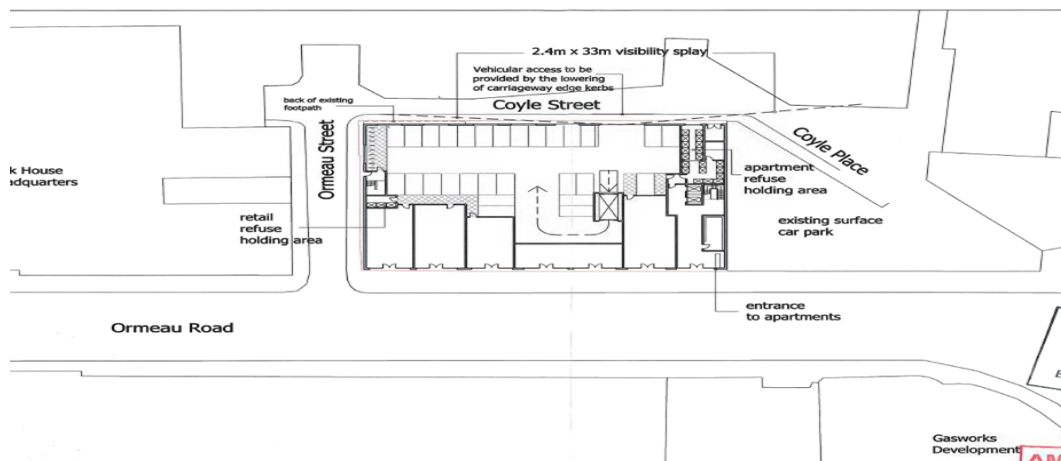 2.4m x 33m visibility splay
Vehicular access to be
provided by the lowering
of carriageway edge kerbs
back of existing
footpath
Coyle Street
Ormeau Street
Coyle Place
k House
adquarters
apartment
refuse
holding area
retail
refuse
holding area
existing surface
car park
entrance
to apartments
Ormeau Road
Gasworks
Development
AM